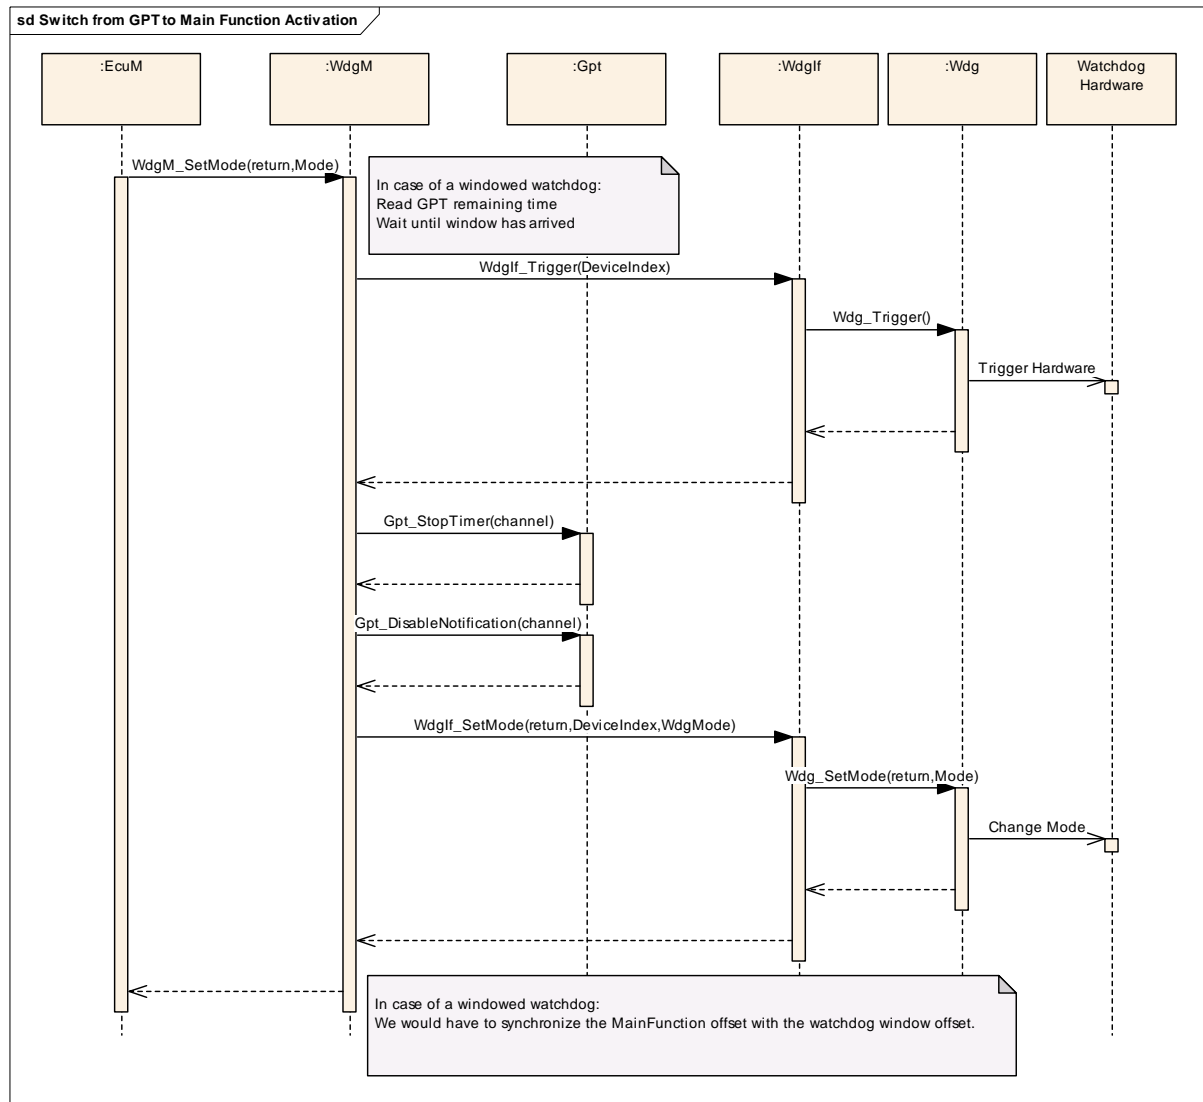 sd Switch from GPT to Main Function Activation
:EcuM
:WdgM
:Gpt
:WdgIf
:Wdg
Watchdog
Hardware
WdgM_SetMode(return,Mode)
In case of a windowed watchdog:
Read GPT remaining time
Wait until window has arrived
WdgIf_Trigger(DeviceIndex)
Wdg_Trigger()
Trigger Hardware
Gpt_StopTimer(channel)
Gpt_DisableNotification(channel)
WdgIf_SetMode(return,DeviceIndex,WdgMode)
Wdg_SetMode(return,Mode)
Change Mode
In case of a windowed watchdog:
We would have to synchronize the MainFunction offset with the watchdog window offset.